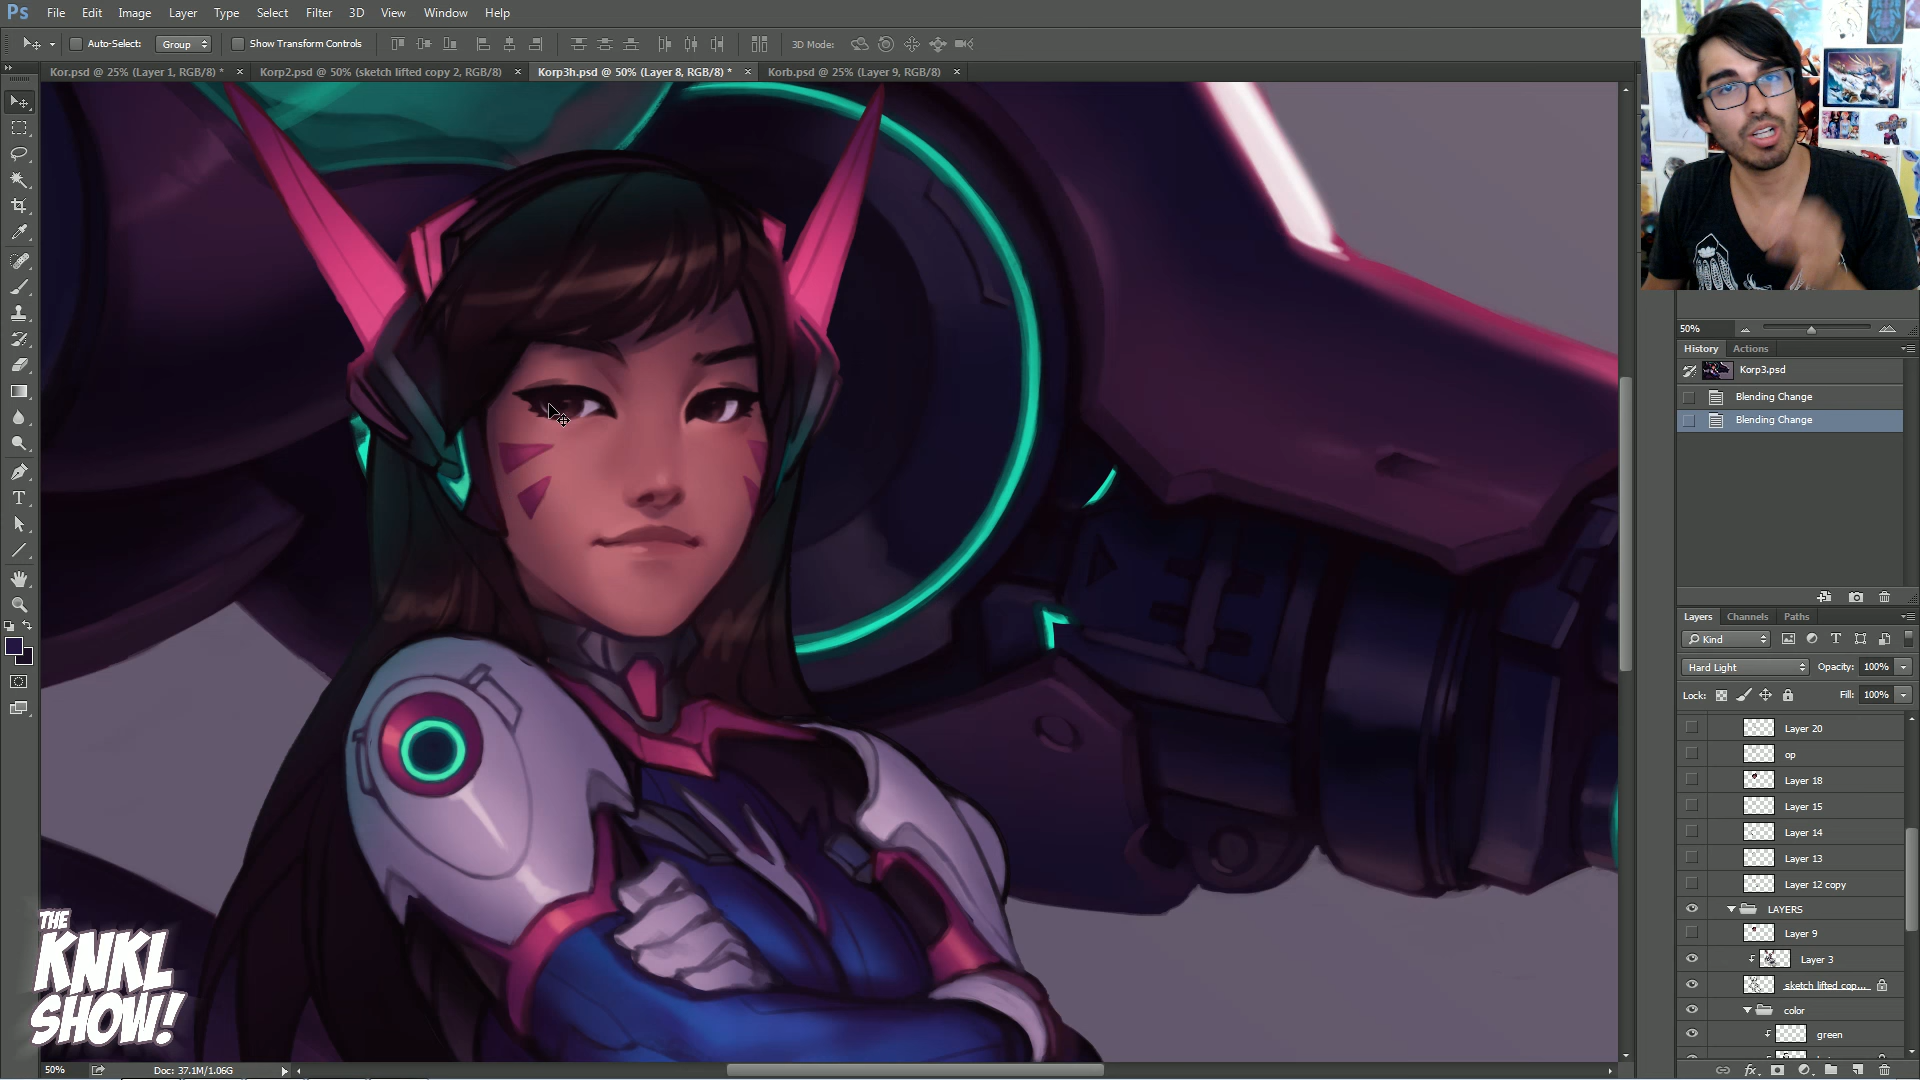 Ps File Edit Image Layer Type Select Filter 3D View Window Help
Auto-Select: Group Show Transform Controls 3D Mode:
Kor.psd @ 25% (Layer 1, RGB/8) * × Korp2.psd @ 50% (sketch lifted copy 2, RGB/8) × Korp3h.psd @ 50% (Layer 8, RGB/8) * × Korb.psd @ 25% (Layer 9, RGB/8) ×
50%
History Actions
Korp3.psd
Blending Change
Blending Change
Layers Channels Paths
Kind
Hard Light Opacity: 100%
Lock: Fill: 100%
Layer 20
op
Layer 18
Layer 15
Layer 14
Layer 13
Layer 12 copy
LAYERS
Layer 9
Layer 3
sketch lifted cop...
color
green
THE
KNKL
SHOW!
50% Doc: 37.1M/1.06G